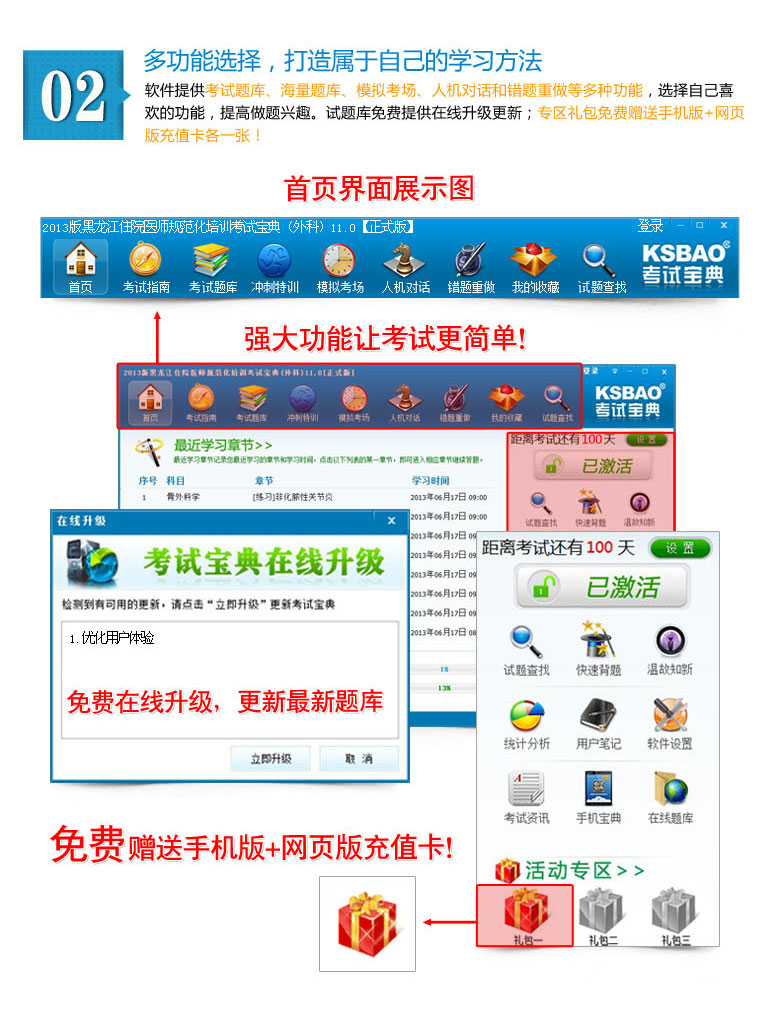 02
多功能选择，打造属于自己的学习方法
软件提供考试题库、海量题库、模拟考场、人机对话和错题重做等多种功能，选择自己喜
欢的功能，提高做题兴趣。试题库免费提供在线升级更新；专区礼包免费赠送手机版+网页
版充值卡各一张！
首页界面展示图
2013版黑龙江住院医师规范化培训考试宝典（外科）11.0【正式版】
登录
首页 考试指南 考试题库 冲刺特训 模拟考场 人机对话 错题重做 我的收藏 试题查找
KSBAO®
考试宝典
强大功能让考试更简单!
2013版黑龙江住院医师规范化培训考试宝典(外科)11.0[正式版]
登录
首页 考试指南 考试题库 冲刺特训 模拟考场 人机对话 错题重做 我的收藏 试题查找
KSBAO®
考试宝典
最近学习章节>>
最近学习章节记录您最近学习的章节和学习时间，点击以下列表的某一章节，即可进入相应章节继续答题。
序号 科目 章节 学习时间
1 骨外科学 [练习]非化脓性关节炎 2013年06月17日 09:00
2013年06月17日 09:00
2013年06月17日 09
2013年06月17日 09
2013年06月17日 09
2013年06月17日 09
2013年06月17日 09
2013年06月17日 08
1%
13%
距离考试还有100天 设 置
已激活
试题查找 快速背题 温故知新
在线升级
考试宝典在线升级
检测到有可用的更新，请点击“立即升级”更新考试宝典
1.优化用户体验
免费在线升级，更新最新题库
立即升级 取 消
距离考试还有 100 天 设 置
已激活
试题查找 快速背题 温故知新
统计分析 用户笔记 软件设置
考试资讯 手机宝典 在线题库
活动专区>>
礼包一 礼包二 礼包三
免费赠送手机版+网页版充值卡!